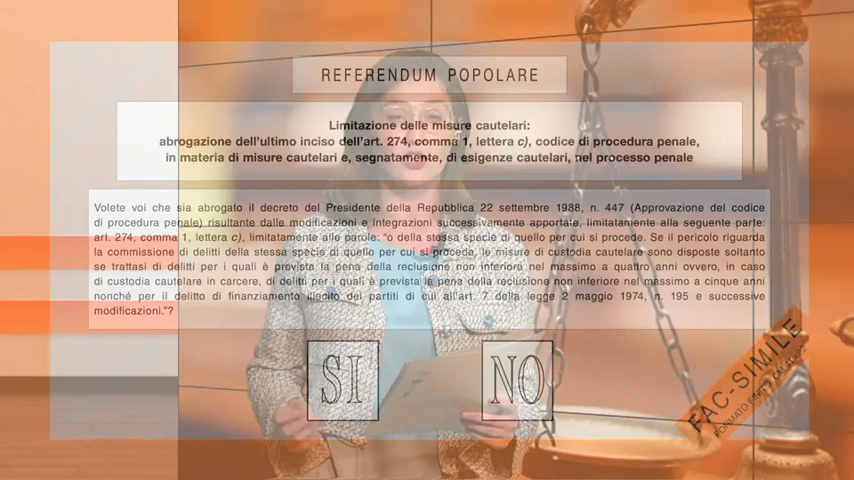 REFERENDUM POPOLARE
Limitazione delle misure cautelari:
abrogazione dell'ultimo inciso dell'art. 274, comma 1, lettera c), codice di procedura penale,
in materia di misure cautelari e, segnatamente, di esigenze cautelari, nel processo penale
Volete voi che sia abrogato il decreto del Presidente della Repubblica 22 settembre 1988, n. 447 (Approvazione del codice
di procedura penale) risultante dalle modificazioni e integrazioni successivamente apportate, limitatamente alla seguente parte:
art. 274, comma 1, lettera c), limitatamente alle parole: "o della stessa specie di quello per cui si procede. Se il pericolo riguarda
la commissione di delitti della stessa specie di quello per cui si procede, le misure di custodia cautelare sono disposte soltanto
se trattasi di delitti per i quali è prevista la pena della reclusione non inferiore nel massimo a quattro anni ovvero, in caso
di custodia cautelare in carcere, di delitti per i quali è prevista la pena della reclusione non inferiore nel massimo a cinque anni
nonché per il delitto di finanziamento illecito dei partiti di cui all'art. 7 della legge 2 maggio 1974, n. 195 e successive
modificazioni."?
SI NO
FAC-SIMILE
FORMATO FINITO CM